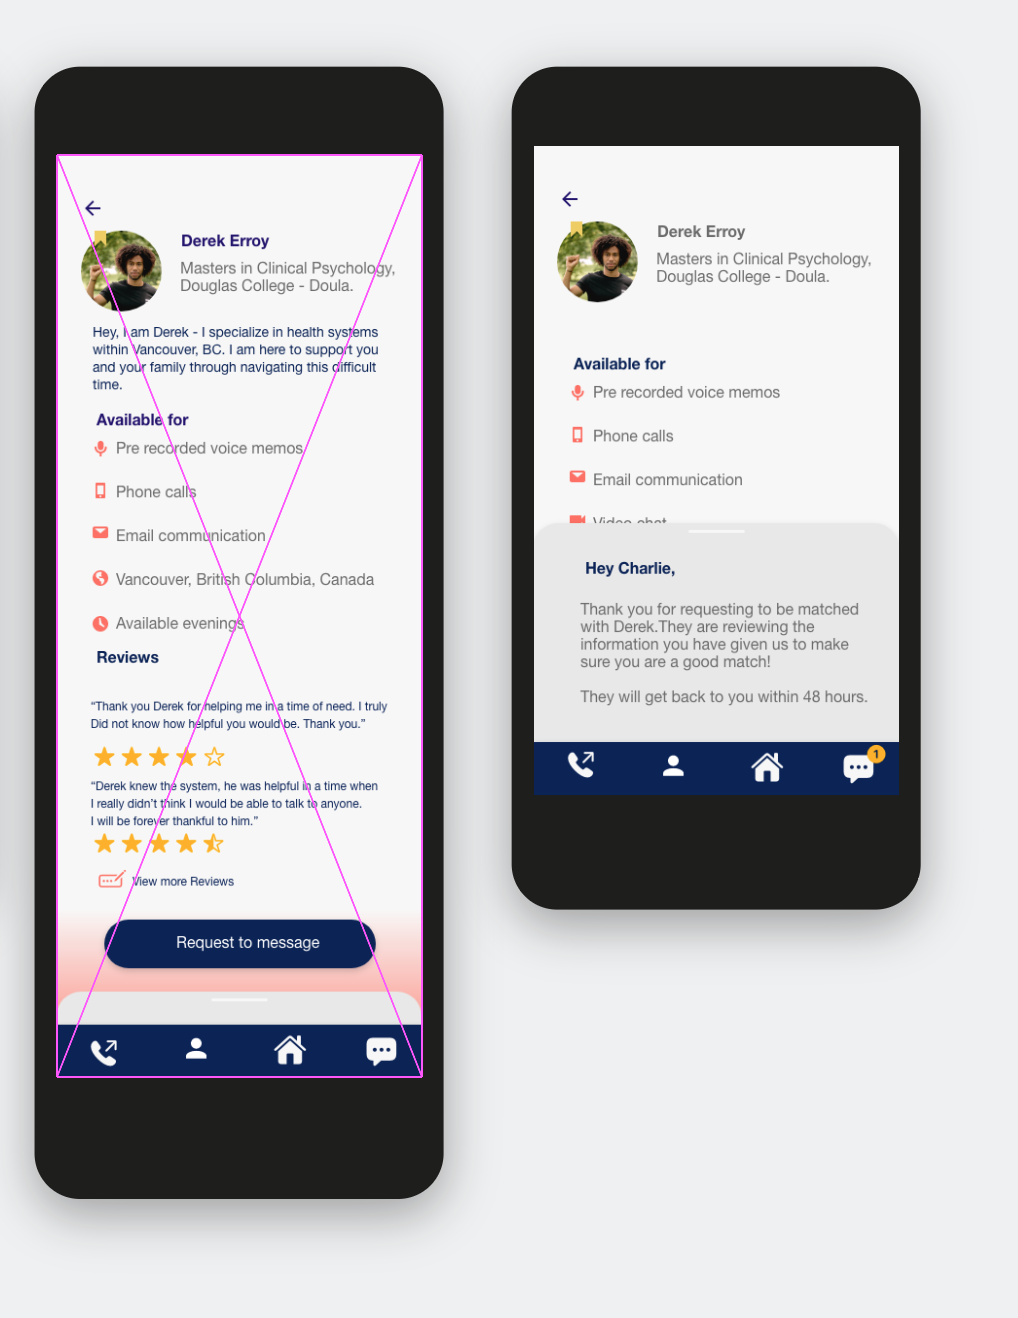 Derek Erroy
Masters in Clinical Psychology,
Douglas College - Doula.
Hey, I am Derek - I specialize in health systems
within Vancouver, BC. I am here to support you
and your family through navigating this difficult
time.
Available for
Pre recorded voice memos
Phone calls
Email communication
Vancouver, British Columbia, Canada
Available evenings
Reviews
“Thank you Derek for helping me in a time of need. I truly
Did not know how helpful you would be. Thank you.”
“Derek knew the system, he was helpful in a time when
I really didn’t think I would be able to talk to anyone.
I will be forever thankful to him.”
View more Reviews
Request to message
Derek Erroy
Masters in Clinical Psychology,
Douglas College - Doula.
Available for
Pre recorded voice memos
Phone calls
Email communication
Video chat
Hey Charlie,
Thank you for requesting to be matched
with Derek.They are reviewing the
information you have given us to make
sure you are a good match!
They will get back to you within 48 hours.
1